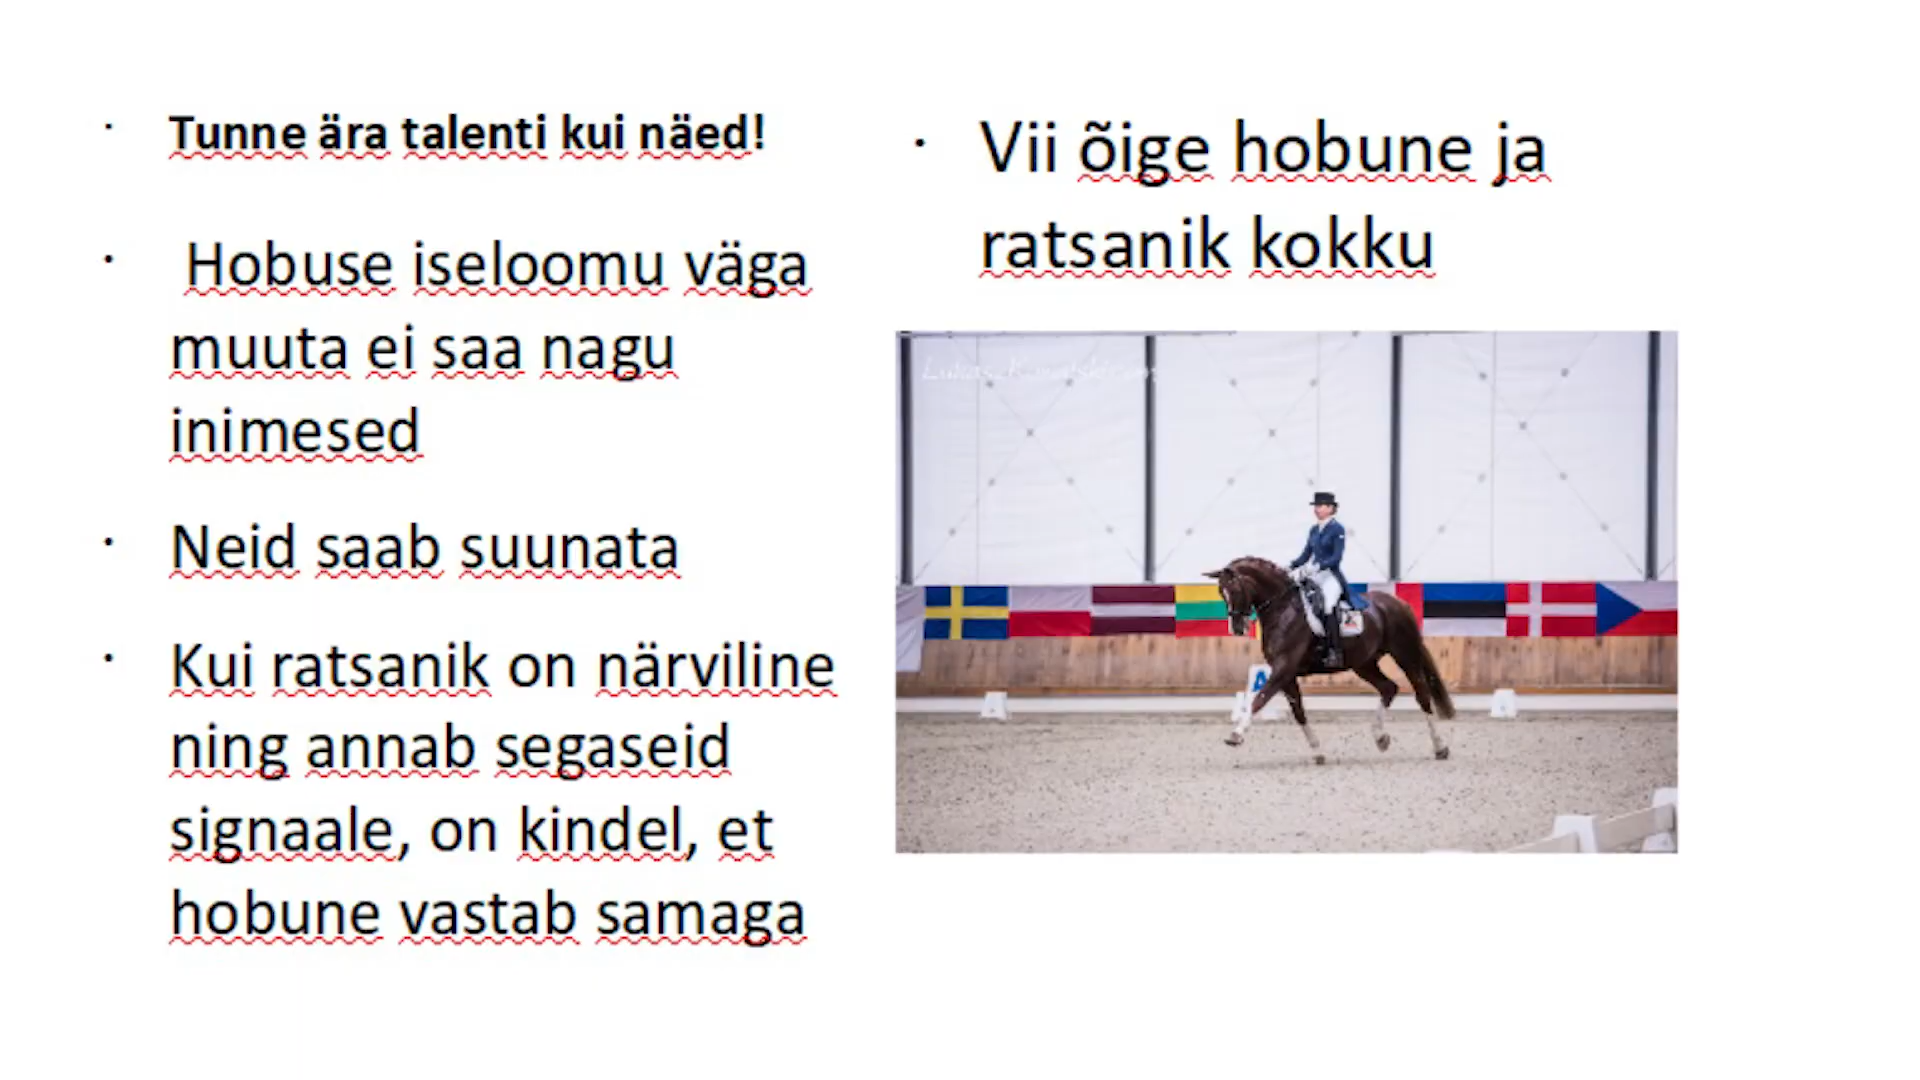 Tunne ära talenti kui näed!
Hobuse iseloomu väga
muuta ei saa nagu
inimesed
Neid saab suunata
Kui ratsanik on närviline
ning annab segaseid
signaale, on kindel, et
hobune vastab samaga
Vii õige hobune ja
ratsanik kokku
A